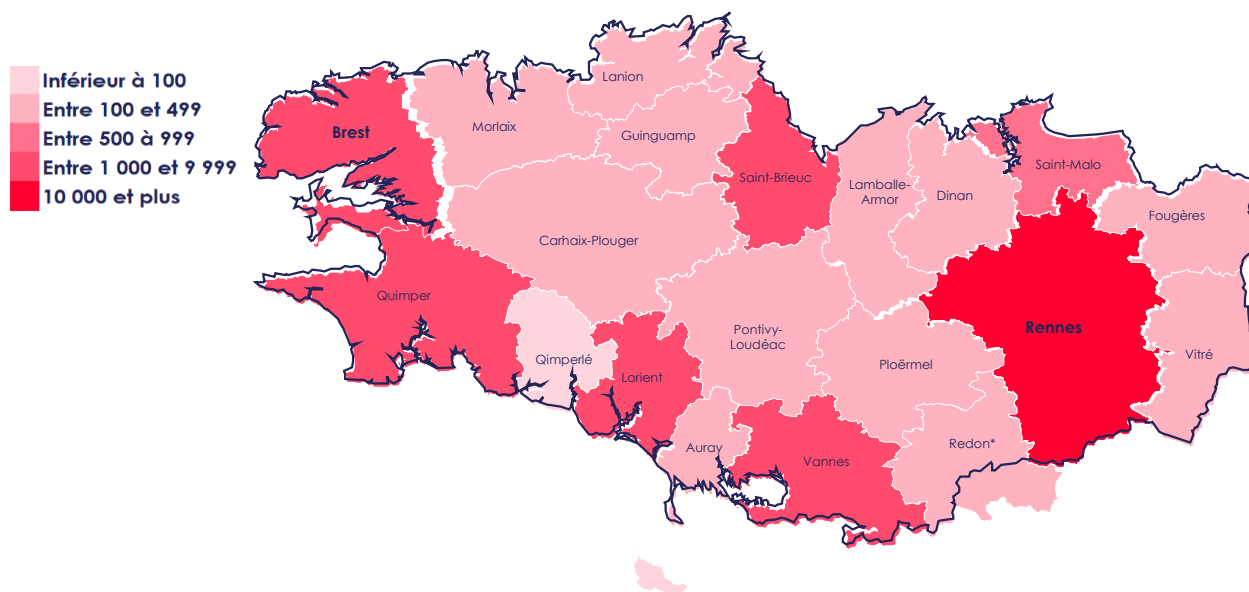 Inférieur à 100
Entre 100 et 499
Entre 500 à 999
Entre 1 000 et 9 999
10 000 et plus
Lanion
Brest
Morlaix
Guinguamp
Saint-Brieuc
Lamballe-
Armor
Dinan
Saint-Malo
Fougères
Carhaix-Plouger
Quimper
Pontivy-
Loudéac
Rennes
Qimperlé
Lorient
Ploërmel
Vitré
Auray
Vannes
Redon*